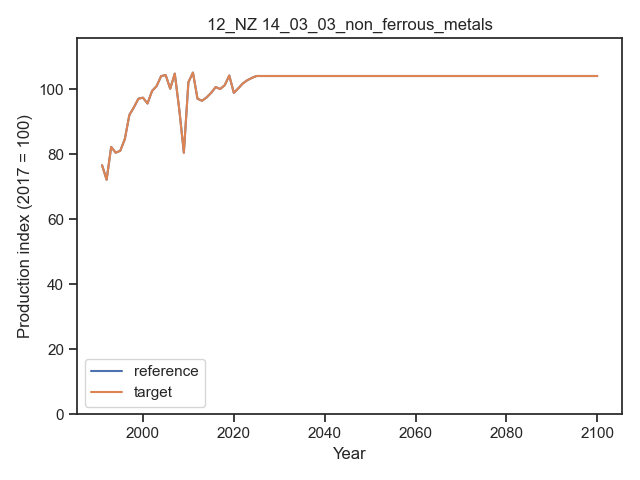 12_NZ 14_03_03_non_ferrous_metals
Production index (2017 = 100)
100
80
60
40
20
0
reference
target
2000 2020 2040 2060 2080 2100
Year